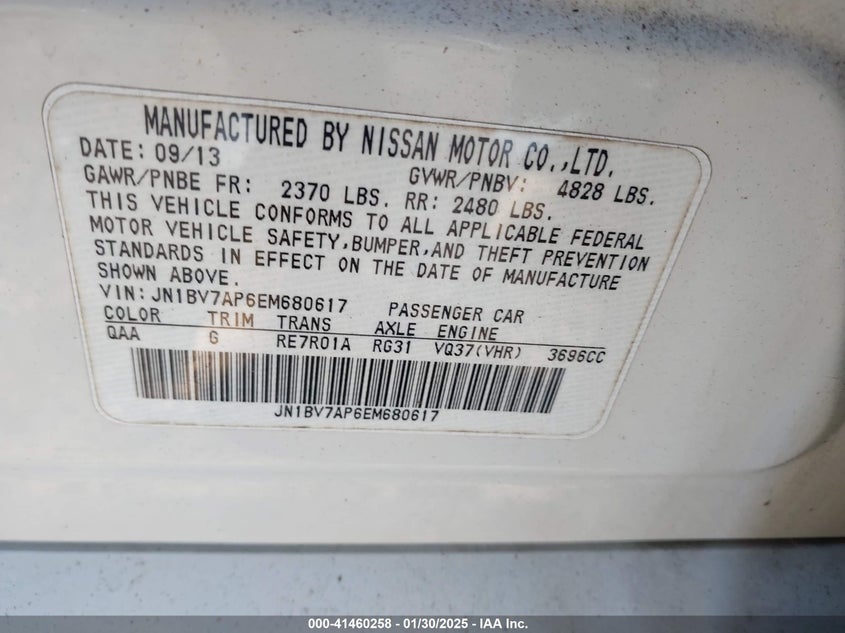 MANUFACTURED BY NISSAN MOTOR CO.,LTD.
DATE: 09/13 GVWR/PNBV: 4828 LBS.
GAWR/PNBE FR: 2370 LBS. RR: 2480 LBS.
THIS VEHICLE CONFORMS TO ALL APPLICABLE FEDERAL
MOTOR VEHICLE SAFETY,BUMPER,AND THEFT PREVENTION
STANDARDS IN EFFECT ON THE DATE OF MANUFACTURE
SHOWN ABOVE.
VIN:JN1BV7AP6EM680617 PASSENGER CAR
COLOR TRIM TRANS AXLE ENGINE
QAA G RE7R01A RG31 VQ37(VHR) 3696CC
JN1BV7AP6EM680617
000-41460258 - 01/30/2025 - IAA Inc.